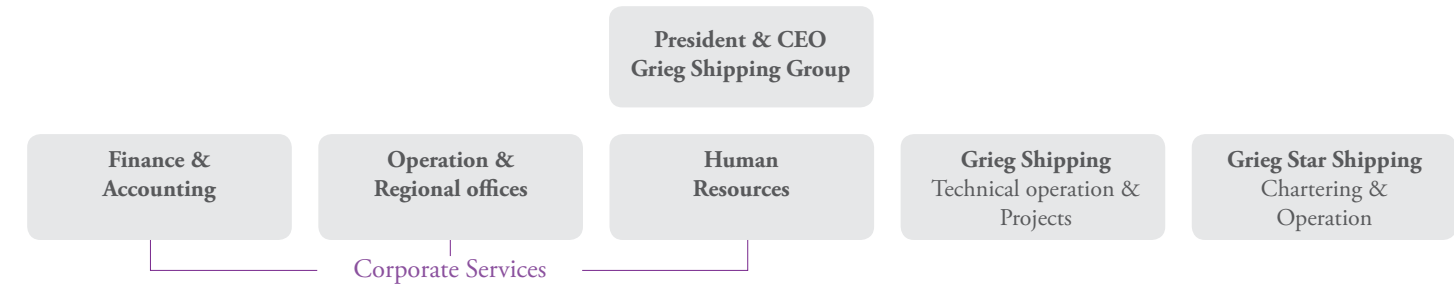 President & CEO
Grieg Shipping Group
Finance &
Accounting
Operation &
Regional offices
Human
Resources
Grieg Shipping
Technical operation &
Projects
Grieg Star Shipping
Chartering &
Operation
Corporate Services